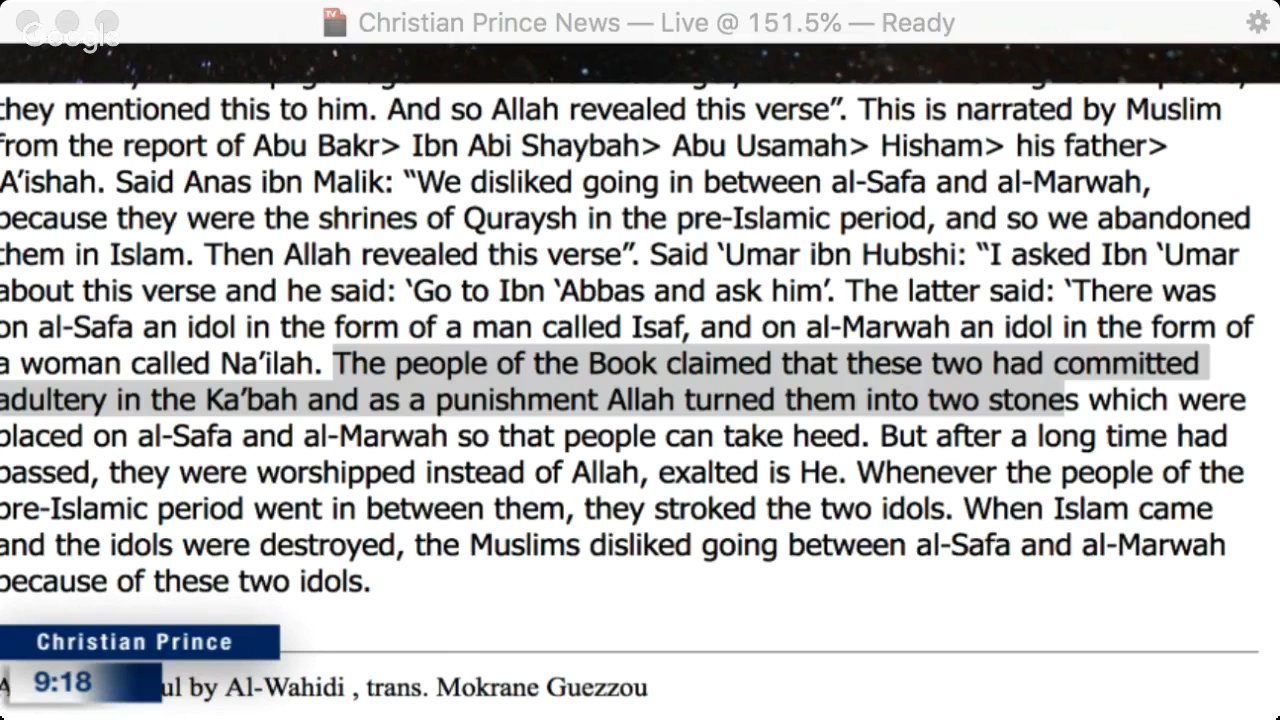 Christian Prince News — Live @ 151.5% — Ready
Google
they mentioned this to him. And so Allah revealed this verse”. This is narrated by Muslim
from the report of Abu Bakr> Ibn Abi Shaybah> Abu Usamah> Hisham> his father>
A’ishah. Said Anas ibn Malik: “We disliked going in between al-Safa and al-Marwah,
because they were the shrines of Quraysh in the pre-Islamic period, and so we abandoned
them in Islam. Then Allah revealed this verse”. Said ‘Umar ibn Hubshi: “I asked Ibn ‘Umar
about this verse and he said: ‘Go to Ibn ‘Abbas and ask him’. The latter said: ‘There was
on al-Safa an idol in the form of a man called Isaf, and on al-Marwah an idol in the form of
a woman called Na’ilah. The people of the Book claimed that these two had committed
adultery in the Ka’bah and as a punishment Allah turned them into two stones which were
placed on al-Safa and al-Marwah so that people can take heed. But after a long time had
passed, they were worshipped instead of Allah, exalted is He. Whenever the people of the
pre-Islamic period went in between them, they stroked the two idols. When Islam came
and the idols were destroyed, the Muslims disliked going between al-Safa and al-Marwah
because of these two idols.
Christian Prince
9:18
ul by Al-Wahidi , trans. Mokrane Guezzou